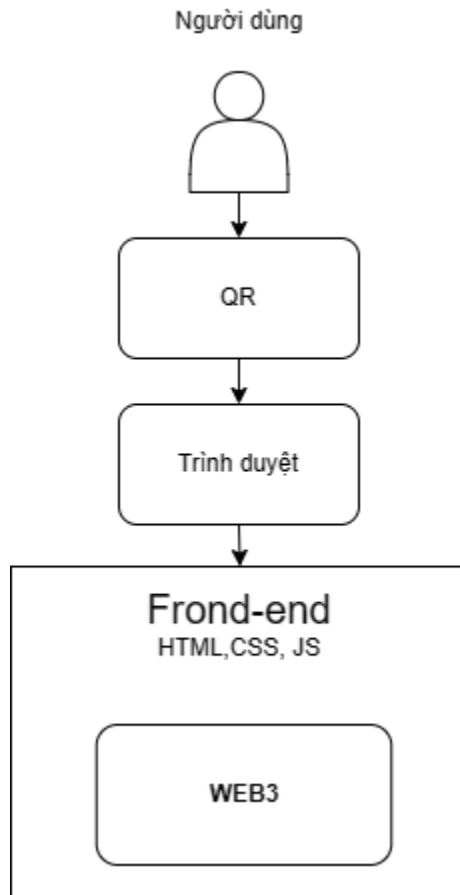 Người dùng
QR
Trình duyệt
Frond-end
HTML,CSS, JS
WEB3